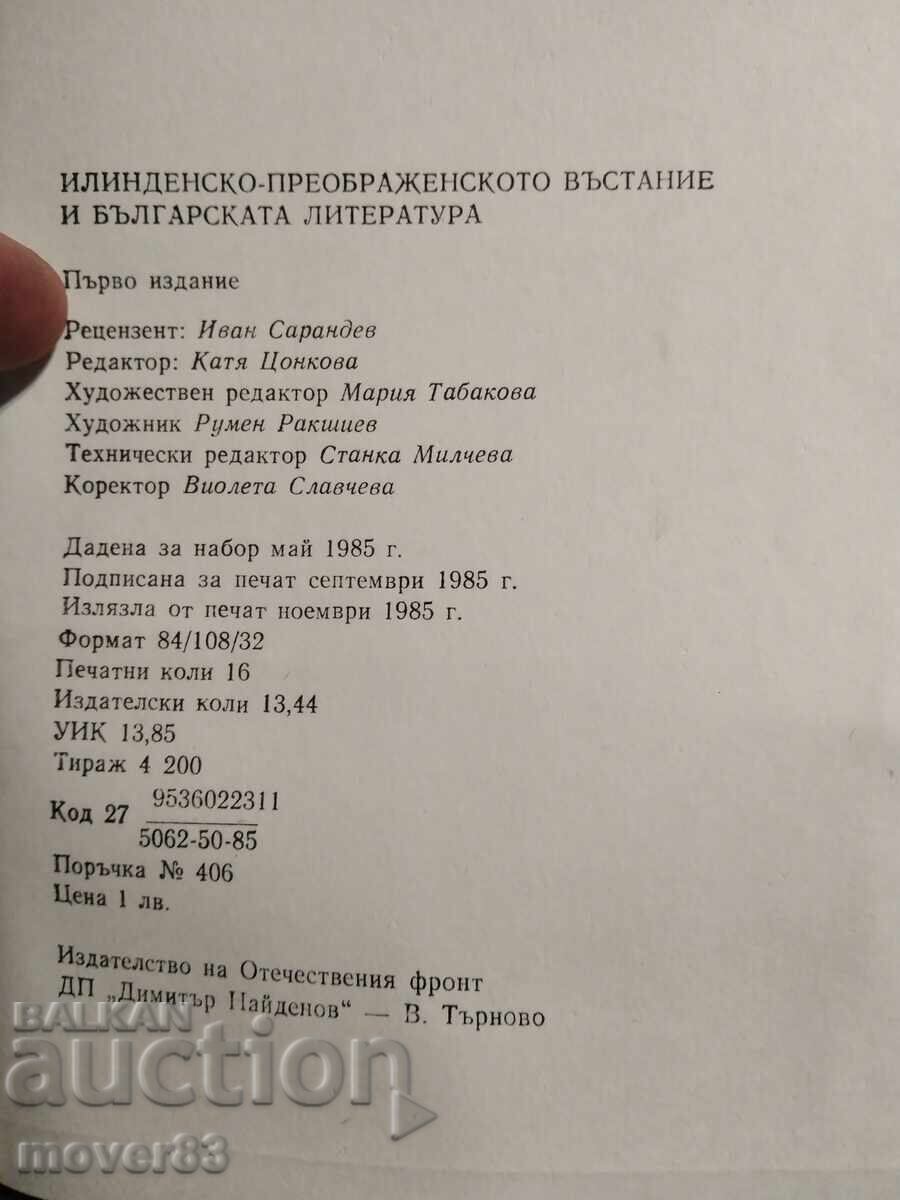 ИЛИНДЕНСКО-ПРЕОБРАЖЕНСКОТО ВЪСТАНИЕ
И БЪЛГАРСКАТА ЛИТЕРАТУРА
Първо издание
Рецензент: Иван Сарандев
Редактор: Катя Цонкова
Художествен редактор Мария Табакова
Художник Румен Ракшиев
Технически редактор Станка Милчева
Коректор Виолета Славчева
Дадена за набор май 1985 г.
Подписана за печат септември 1985 г.
Излязла от печат ноември 1985 г.
Формат 84/108/32
Печатни коли 16
Издателски коли 13,44
УИК 13,85
Тираж 4 200
Код 27 9536022311
5062-50-85
Поръчка № 406
Цена 1 лв.
Издателство на Отечествения фронт
ДП „Димитър Найденов“ — В. Търново
BALKAN
auction
mover83